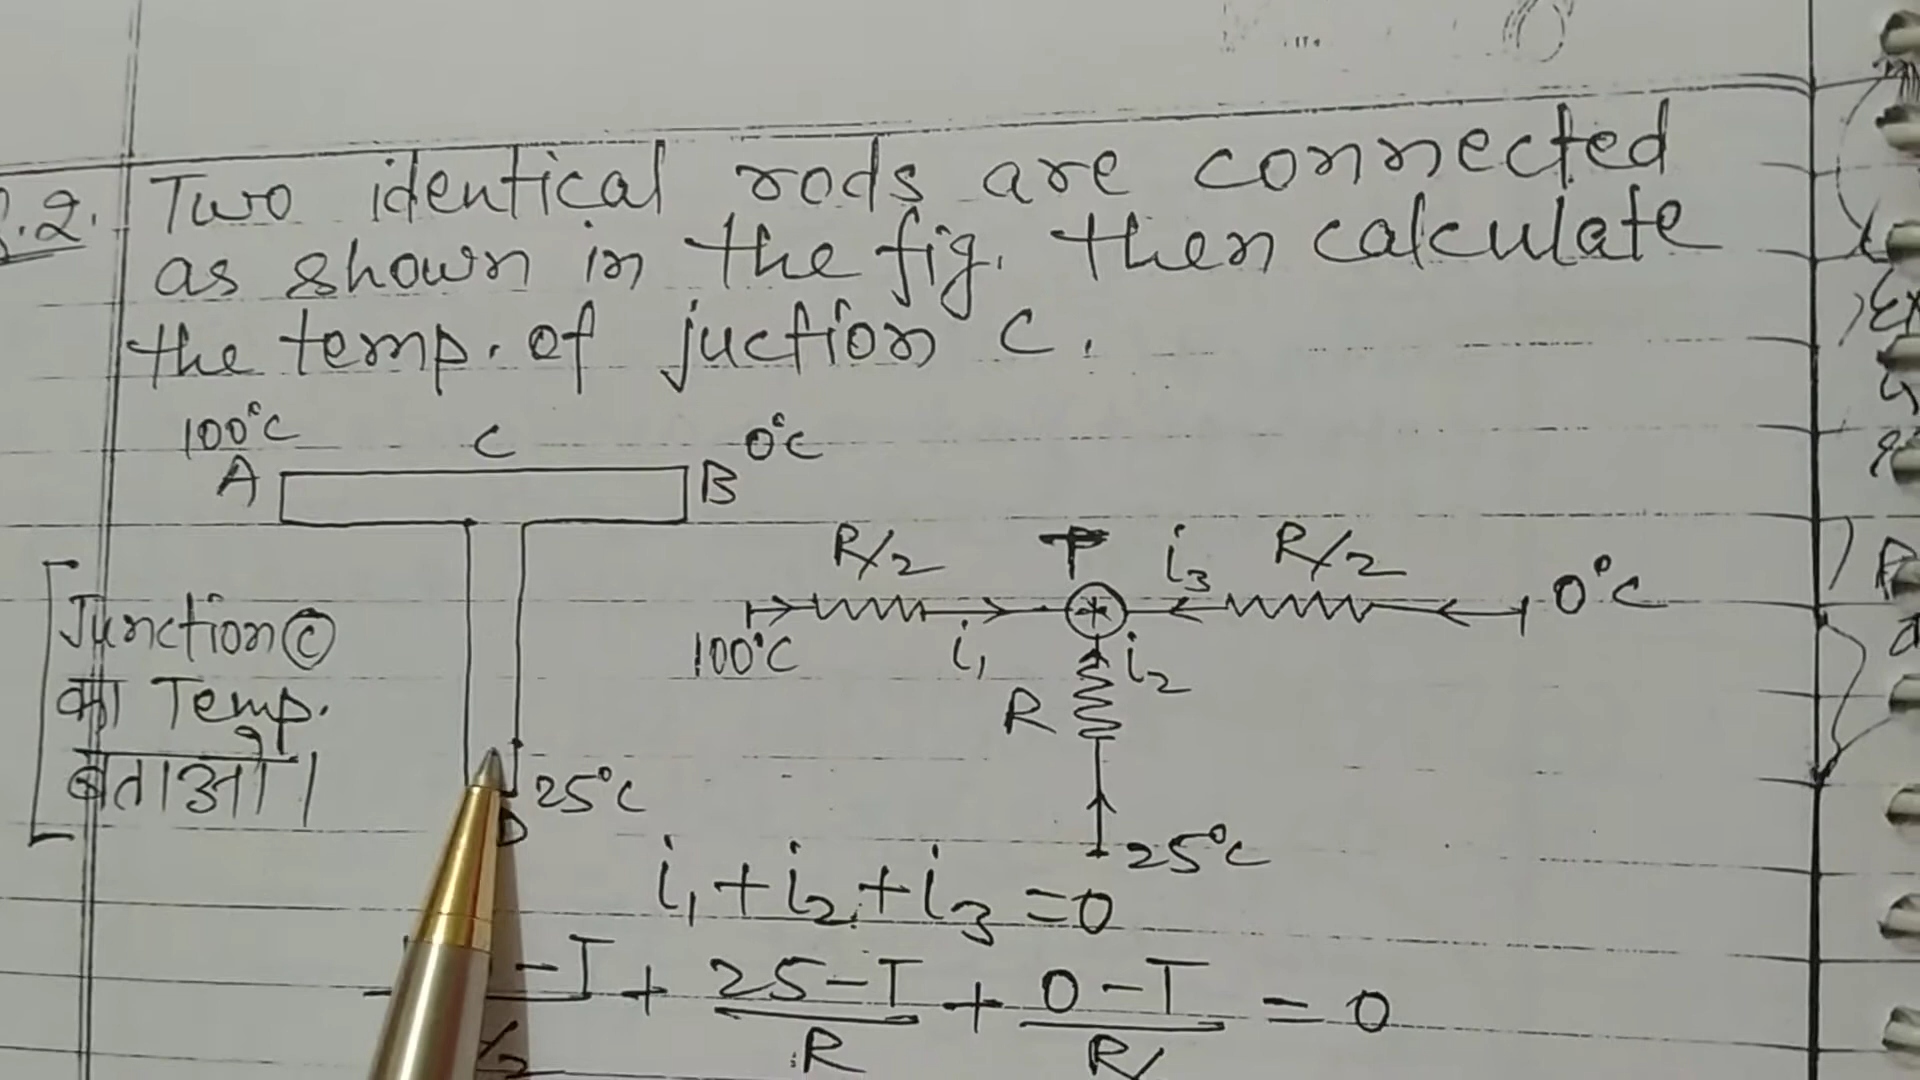 .2. Two identical rods are connected
as shown in the fig. then calculate
the temp. of juction C.
100°C C 0°C
A B
Junction ©
का Temp.
बताओ।
D 25°C
R/2 T i₃ R/2
100°C i₁ i₂ 0°C
R
25°C
i₁+i₂+i₃=0
-T + 25-T + 0-T = 0
/2 R R/